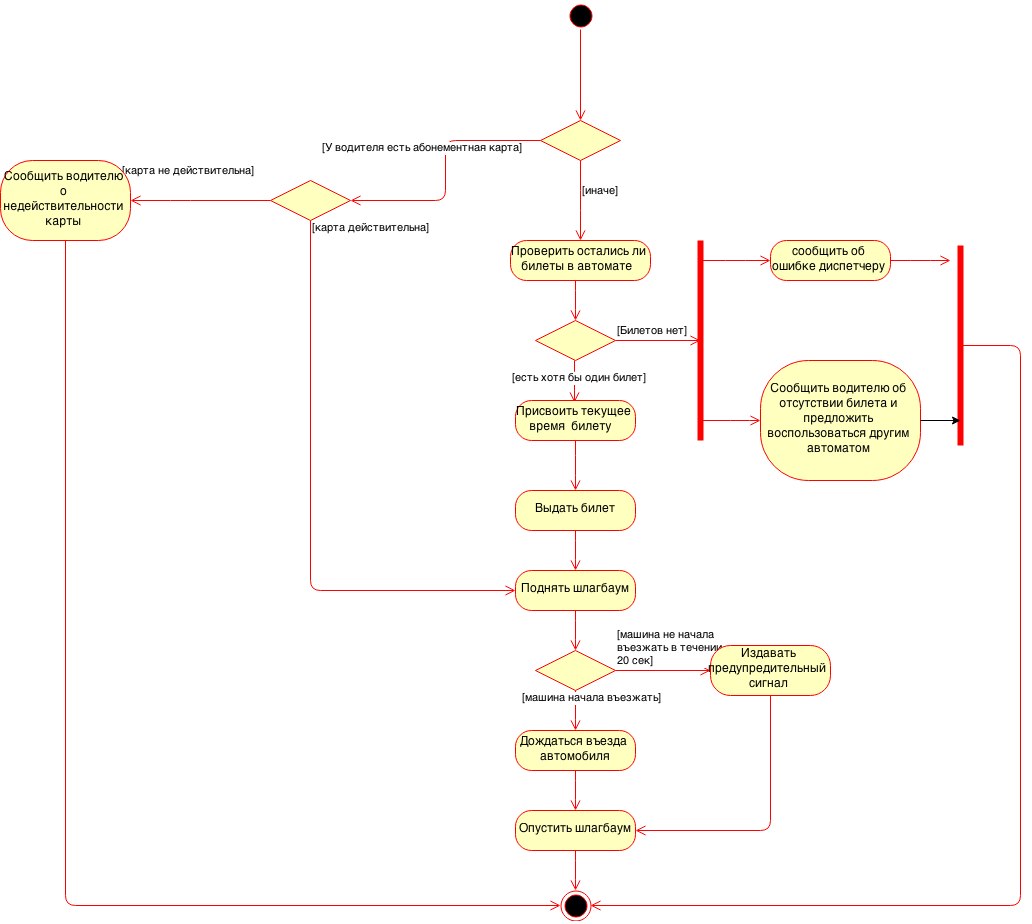 [У водителя есть абонементная карта]
[карта не действительна]
Сообщить водителю
о
недействительности
карты
[иначе]
[карта действительна]
Проверить остались ли
билеты в автомате
сообщить об
ошибке диспетчеру
[Билетов нет]
[есть хотя бы один билет]
Присвоить текущее
время билету
Сообщить водителю об
отсутствии билета и
предложить
воспользоваться другим
автоматом
Выдать билет
Поднять шлагбаум
[машина не начала
въезжать в течении
20 сек]
Издавать
предупредительный
сигнал
[машина начала въезжать]
Дождаться въезда
автомобиля
Опустить шлагбаум